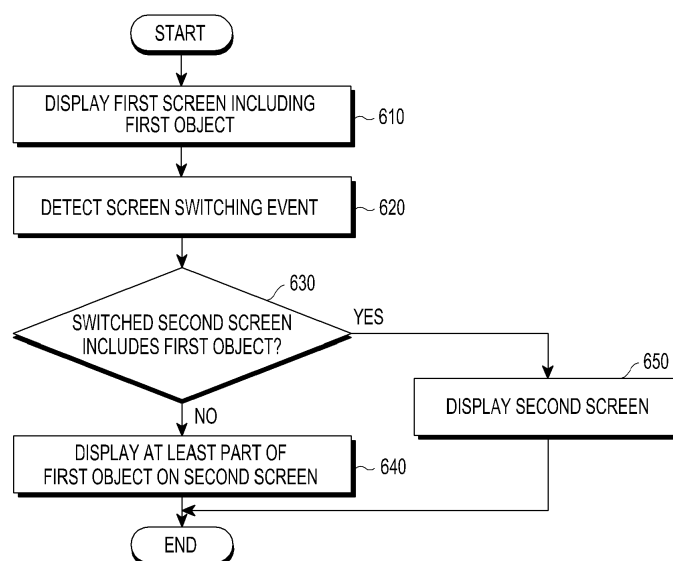 START
DISPLAY FIRST SCREEN INCLUDING
FIRST OBJECT
610
DETECT SCREEN SWITCHING EVENT
620
630
SWITCHED SECOND SCREEN
INCLUDES FIRST OBJECT?
YES
650
DISPLAY SECOND SCREEN
NO
DISPLAY AT LEAST PART OF
FIRST OBJECT ON SECOND SCREEN
640
END